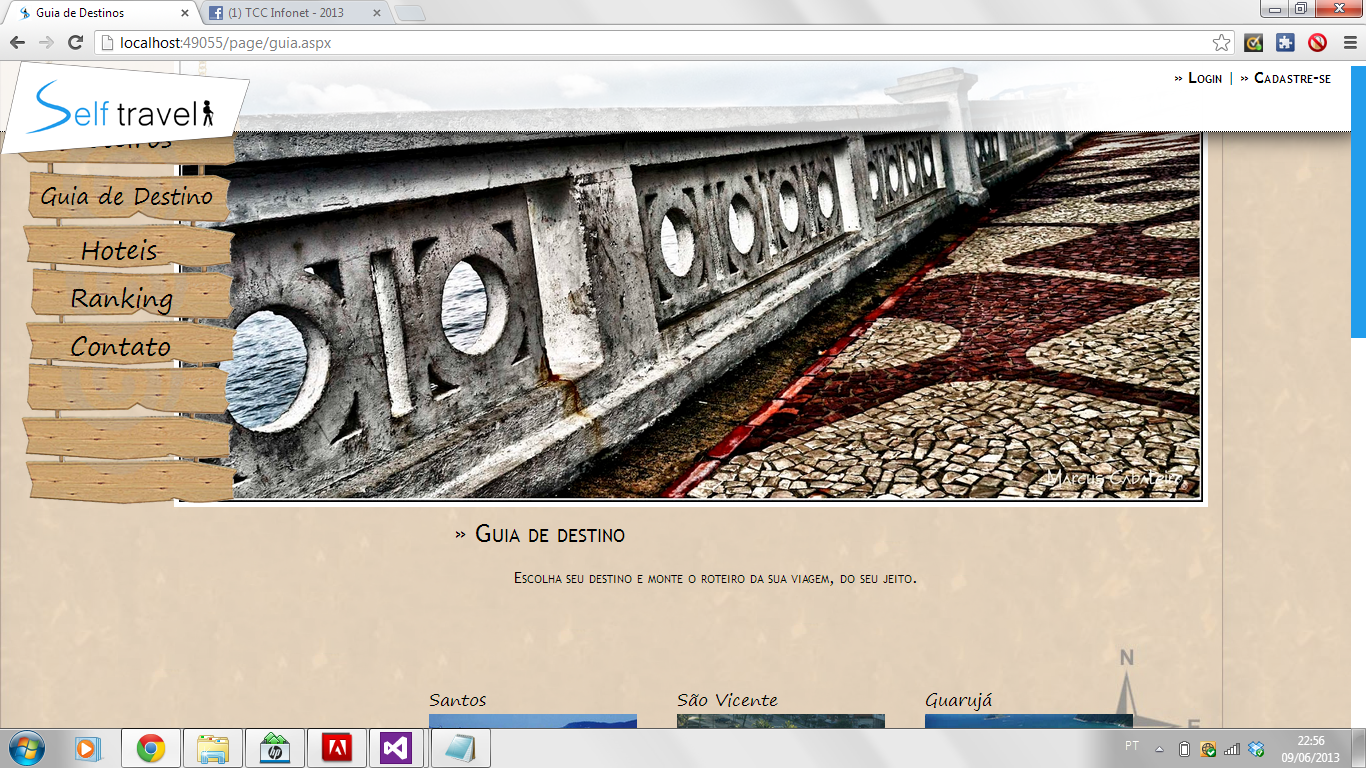 Guia de Destinos
(1) TCC Infonet - 2013
localhost:49055/page/guia.aspx
Self travel
» Login | » Cadastre-se
Guia de Destino
Hoteis
Ranking
Contato
Marcus Cabaleiro
» Guia de destino
Escolha seu destino e monte o roteiro da sua viagem, do seu jeito.
N
E
Santos
São Vicente
Guarujá
hp
PT
22:56
09/06/2013